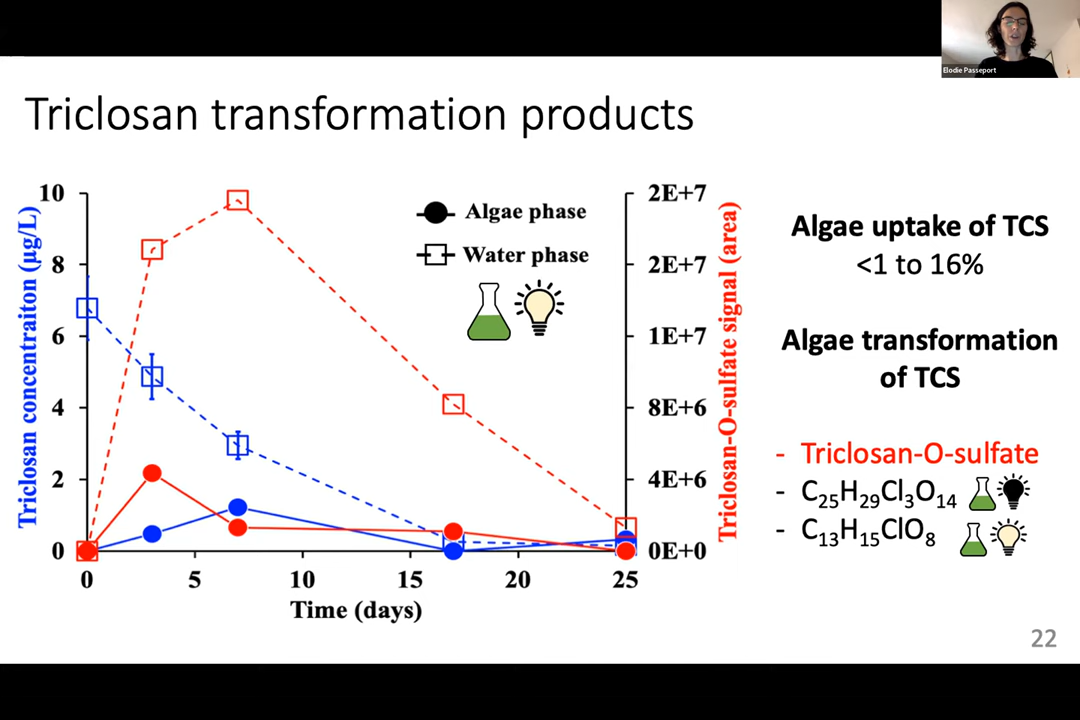 Elodie Passeport
Triclosan transformation products
Triclosan concentraiton (µg/L)
10
8
6
4
2
0
Algae phase
Water phase
2E+7
2E+7
1E+7
8E+6
4E+6
0E+0
Triclosan-O-sulfate signal (area)
0 5 10 15 20 25
Time (days)
Algae uptake of TCS
<1 to 16%
Algae transformation
of TCS
- Triclosan-O-sulfate
- C₂₅H₂₉Cl₃O₁₄
- C₁₃H₁₅ClO₈
22